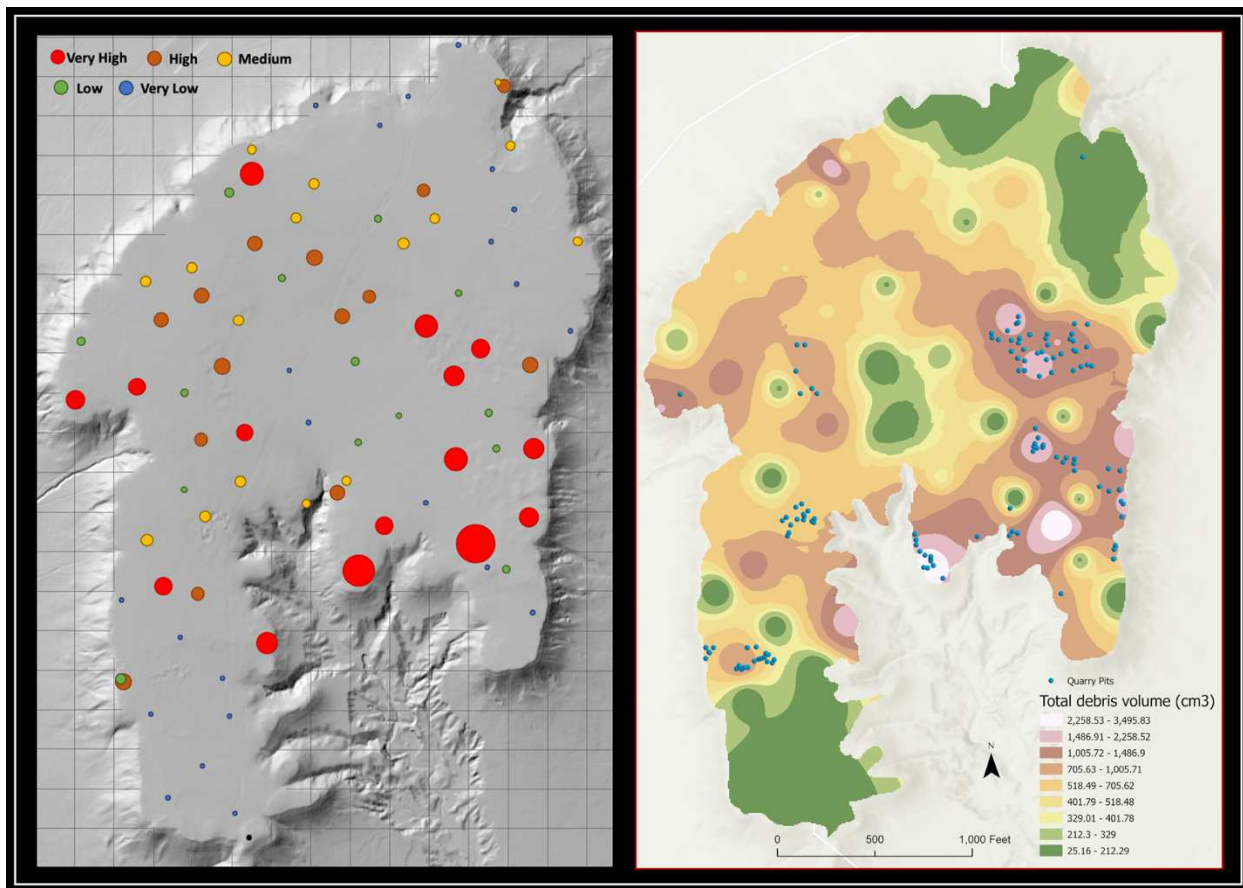 Very High High Medium
Low Very Low
N
Quarry Pits
Total debris volume (cm3)
2,258.53 - 3,495.83
1,486.91 - 2,258.52
1,005.72 - 1,486.9
705.63 - 1,005.71
518.49 - 705.62
401.79 - 518.48
329.01 - 401.78
212.3 - 329
25.16 - 212.29
0 500 1,000 Feet